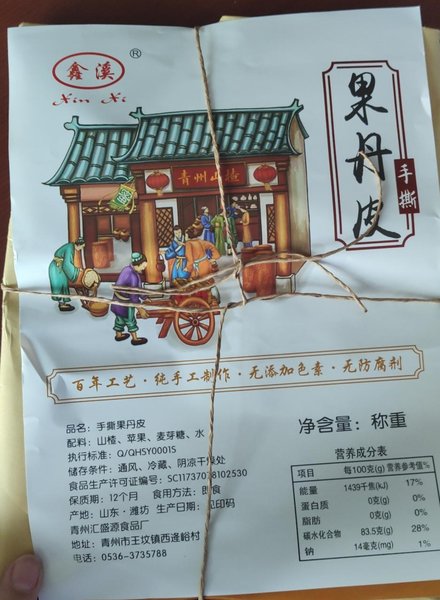 鑫溪
®
Xin Xi
果丹皮
手撕
青州山楂
百年工艺·纯手工制作·无添加色素·无防腐剂
品名：手撕果丹皮
配料：山楂、苹果、麦芽糖、水
执行标准：Q/QHSY0001S
储存条件：通风、冷藏、阴凉干燥处
食品生产许可证编号：SC11737078102530
保质期：12个月 食用方法：即食
产地：山东·潍坊 生产日期：见印码
青州汇盛源食品厂
地址：青州市王坟镇西逄峪村
电话：0536-3735788
净含量：称重
营养成分表
项目 每100克(g) 营养参考值%
能量 1439千焦(kJ) 17%
蛋白质 0克(g) 0%
脂肪 0克(g) 0%
碳水化合物 83.5克(g) 28%
钠 14毫克(mg) 1%